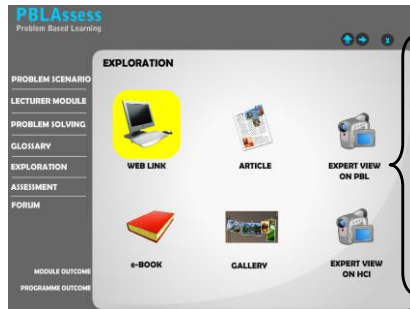 PBLAssess
Problem Based Learning
EXPLORATION
PROBLEM SCENARIO
LECTURER MODULE
PROBLEM SOLVING
GLOSSARY
EXPLORATION
ASSESSMENT
FORUM
MODULE OUTCOME
PROGRAMME OUTCOME
X
WEB LINK
ARTICLE
EXPERT VIEW
ON PBL
e-BOOK
GALLERY
EXPERT VIEW
ON HCI